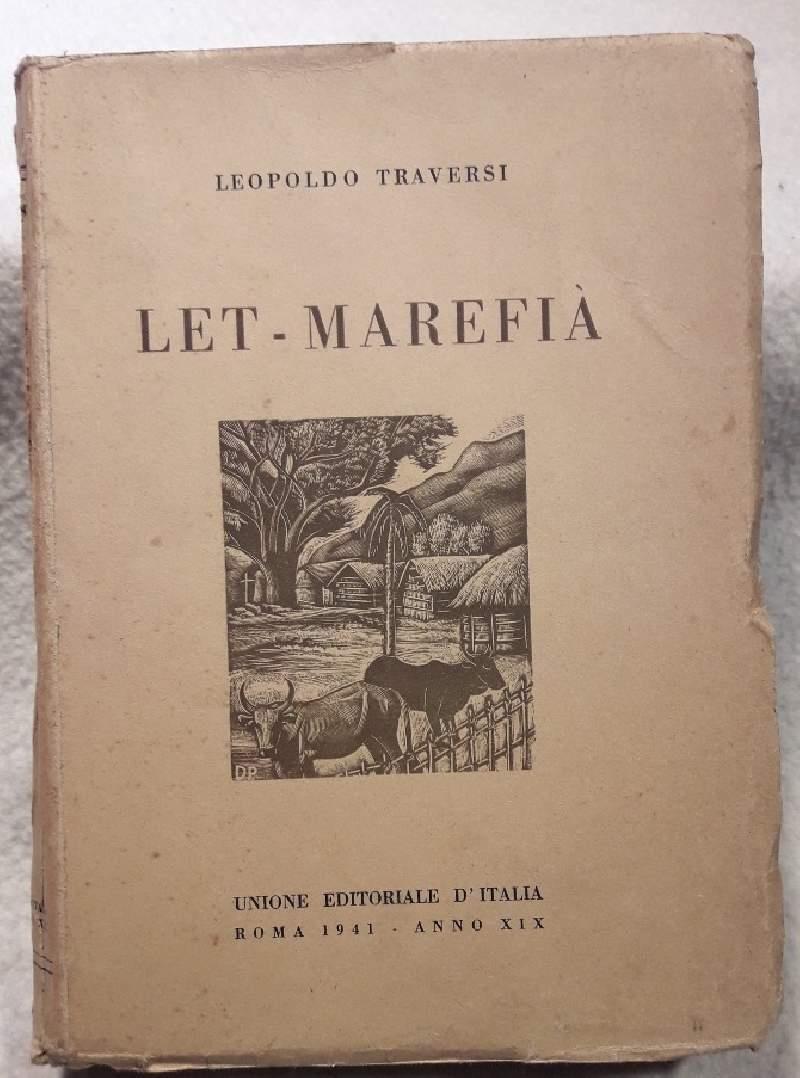 LEOPOLDO TRAVERSI
LET - MAREFIÀ
DP
UNIONE EDITORIALE D'ITALIA
ROMA 1941 - ANNO XIX